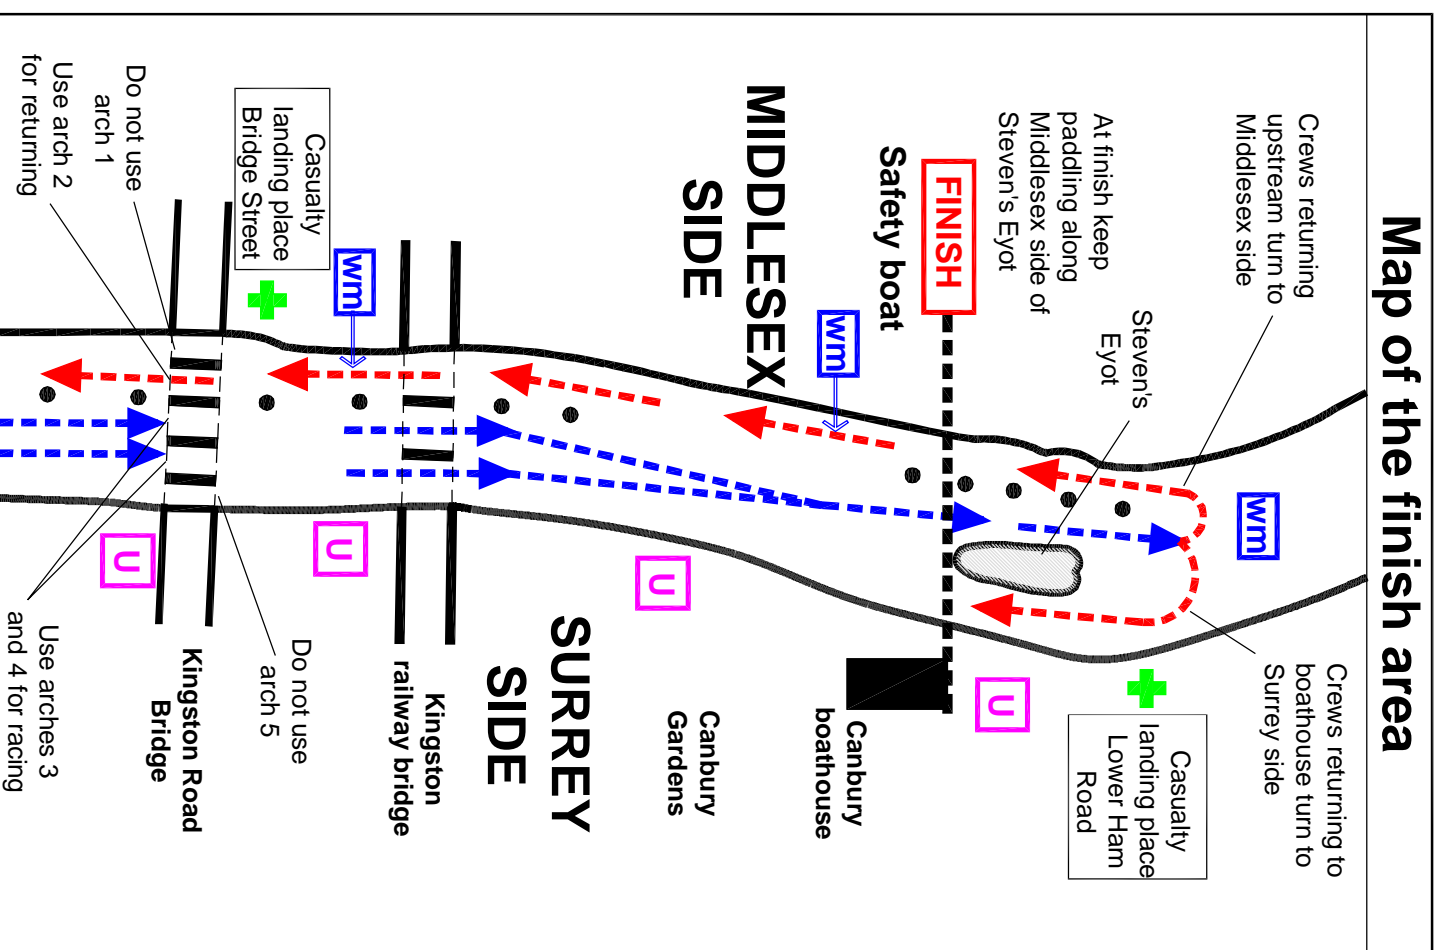 Map of the finish area
Crews returning
upstream turn to
Middlesex side
At finish keep
paddling along
Middlesex side of
Steven's Eyot
Steven's
Eyot
FINISH
Safety boat
wm
wm
Crews returning to
boathouse turn to
Surrey side
Casualty
landing place
Lower Ham
Road
U
Canbury
boathouse
MIDDLESEX
SIDE
Canbury
Gardens
U
SURREY
SIDE
Kingston
railway bridge
wm
Casualty
landing place
Bridge Street
U
Do not use
arch 5
Kingston Road
Bridge
Do not use
arch 1
Use arch 2
for returning
U
Use arches 3
and 4 for racing